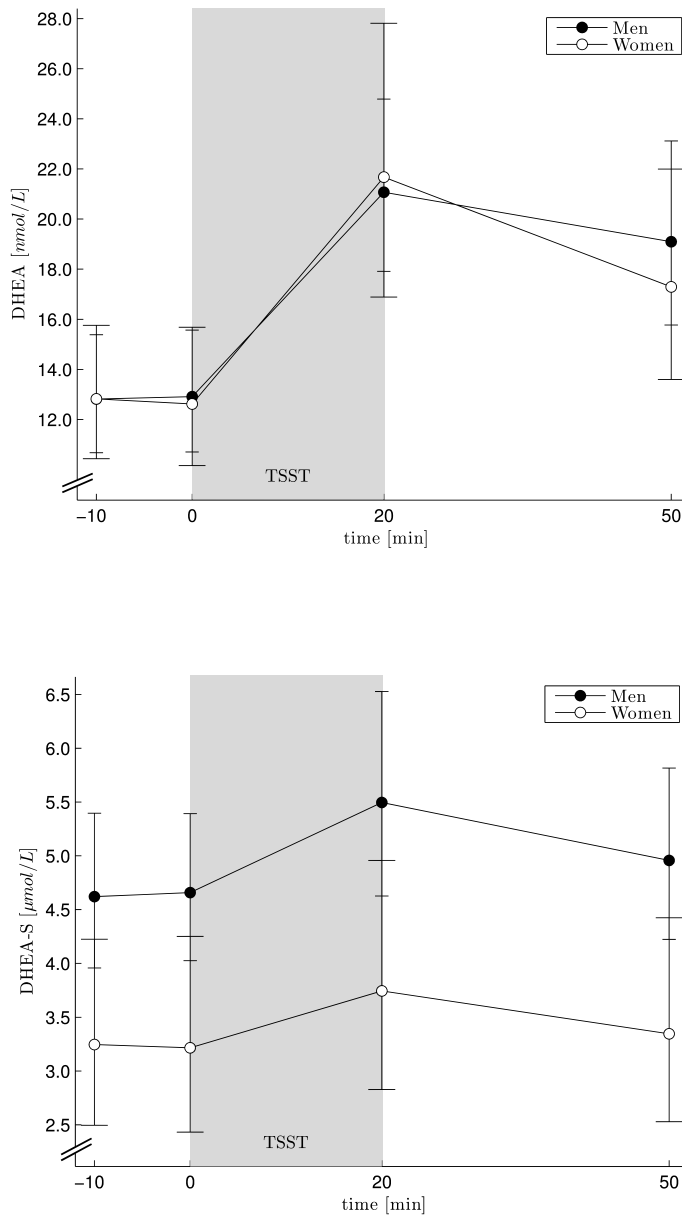 28.0
Men
Women
26.0
24.0
22.0
20.0
18.0
16.0
14.0
12.0
DHEA [nmol/L]
TSST
−10 0 20 50
time [min]
6.5
Men
Women
6.0
5.5
5.0
4.5
4.0
3.5
3.0
2.5
DHEA-S [μmol/L]
TSST
−10 0 20 50
time [min]